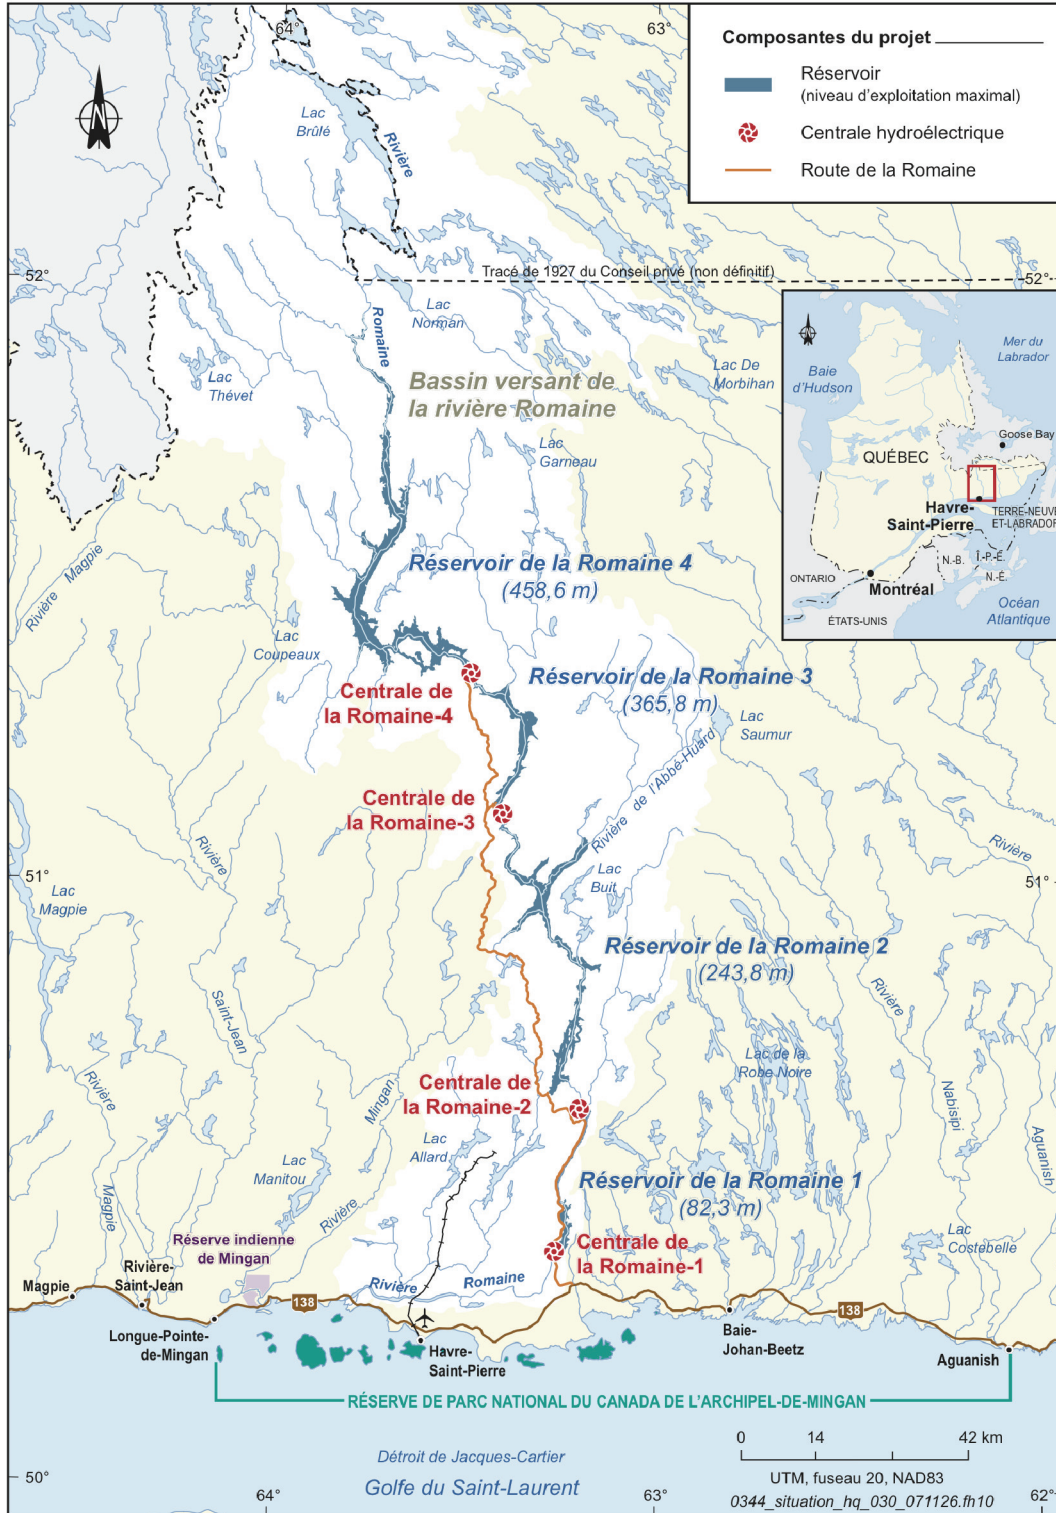 64°
63°
Composantes du projet
Réservoir
(niveau d'exploitation maximal)
Centrale hydroélectrique
Route de la Romaine
N
Lac
Brûlé
Rivière
52°
Tracé de 1927 du Conseil privé (non définitif)
52°
Lac
Norman
Romaine
Lac
Thévet
Bassin versant de
la rivière Romaine
Lac De
Morbihan
Lac
Garneau
Baie
d'Hudson
Mer du
Labrador
Goose Bay
QUÉBEC
Havre-
Saint-Pierre
TERRE-NEUVE
ET-LABRADOR
N.-B.
Î.-P.-É.
N.-É.
ONTARIO
Montréal
ÉTATS-UNIS
Océan
Atlantique
Rivière Magpie
Réservoir de la Romaine 4
(458,6 m)
Lac
Coupeaux
Centrale de
la Romaine-4
Réservoir de la Romaine 3
(365,8 m)
Lac
Saumur
Rivière de l'Abbé-Huard
Centrale de
la Romaine-3
Rivière
Rivière
51°
51°
Lac
Magpie
Lac
Buit
Réservoir de la Romaine 2
(243,8 m)
Saint-Jean
Rivière
Lac de la
Robe Noire
Rivière
Mingan
Centrale de
la Romaine-2
Nabisipi
Aguanish
Lac
Allard
Lac
Manitou
Réservoir de la Romaine 1
(82,3 m)
Magpie
Rivière
Réserve indienne
de Mingan
Centrale de
la Romaine-1
Lac
Costebelle
Rivière Romaine
Magpie
Rivière-
Saint-Jean
138
138
Longue-Pointe-
de-Mingan
Havre-
Saint-Pierre
Baie-
Johan-Beetz
Aguanish
RÉSERVE DE PARC NATIONAL DU CANADA DE L'ARCHIPEL-DE-MINGAN
Détroit de Jacques-Cartier
Golfe du Saint-Laurent
0 14 42 km
UTM, fuseau 20, NAD83
0344_situation_hq_030_071126.fh10
50°
64°
63°
62°